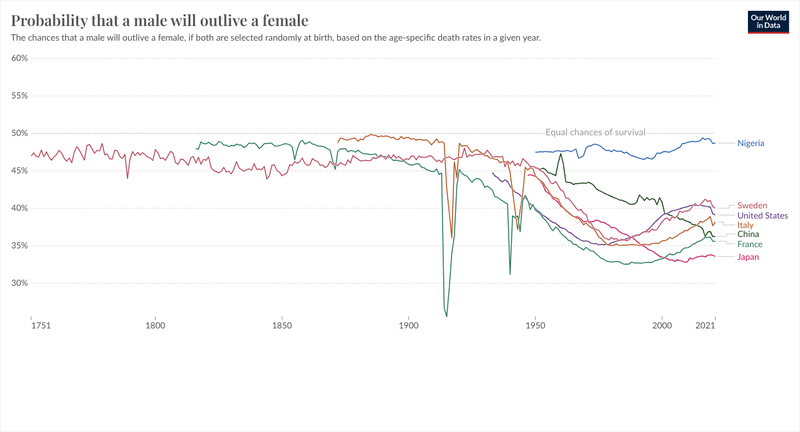 Probability that a male will outlive a female
Our World
in Data
The chances that a male will outlive a female, if both are selected randomly at birth, based on the age-specific death rates in a given year.
60%
55%
50%
Equal chances of survival
Nigeria
45%
40%
Sweden
United States
Italy
China
35%
France
Japan
30%
1751
1800
1850
1900
1950
2000
2021